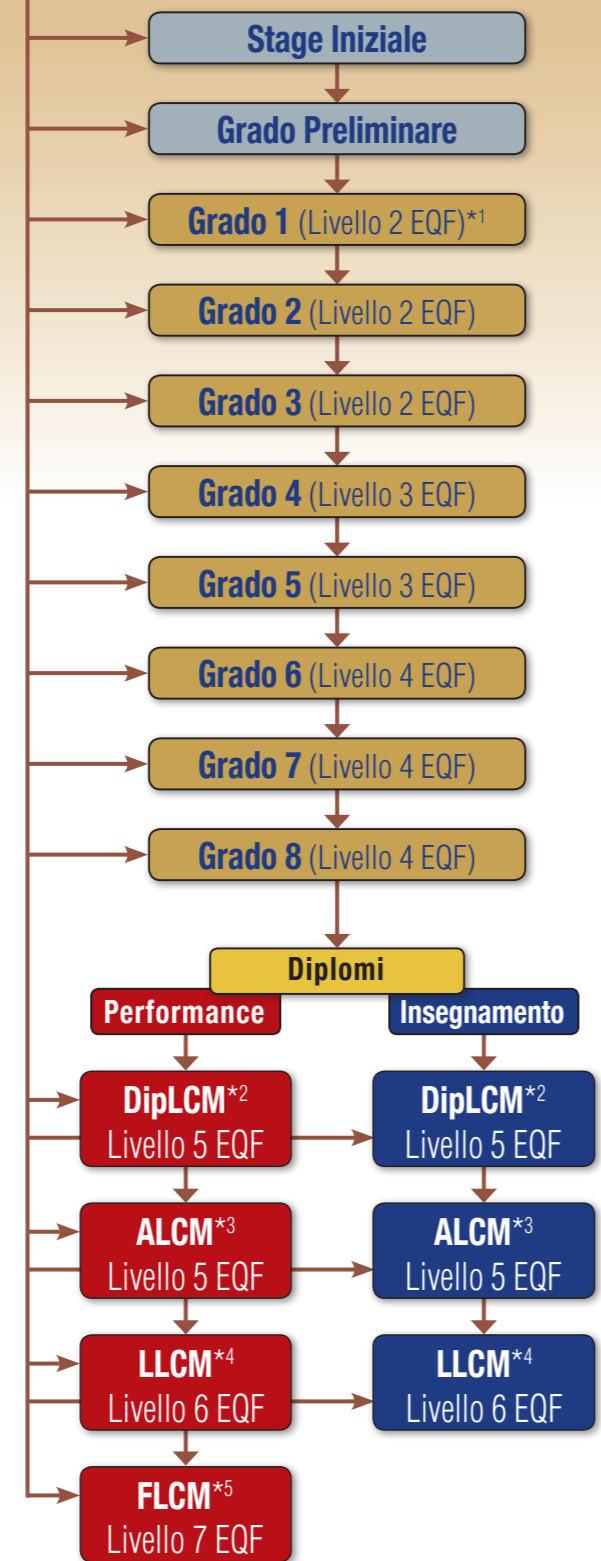 Stage Iniziale
Grado Preliminare
Grado 1 (Livello 2 EQF)*1
Grado 2 (Livello 2 EQF)
Grado 3 (Livello 2 EQF)
Grado 4 (Livello 3 EQF)
Grado 5 (Livello 3 EQF)
Grado 6 (Livello 4 EQF)
Grado 7 (Livello 4 EQF)
Grado 8 (Livello 4 EQF)
Diplomi
Performance
Insegnamento
DipLCM*2
Livello 5 EQF
DipLCM*2
Livello 5 EQF
ALCM*3
Livello 5 EQF
ALCM*3
Livello 5 EQF
LLCM*4
Livello 6 EQF
LLCM*4
Livello 6 EQF
FLCM*5
Livello 7 EQF